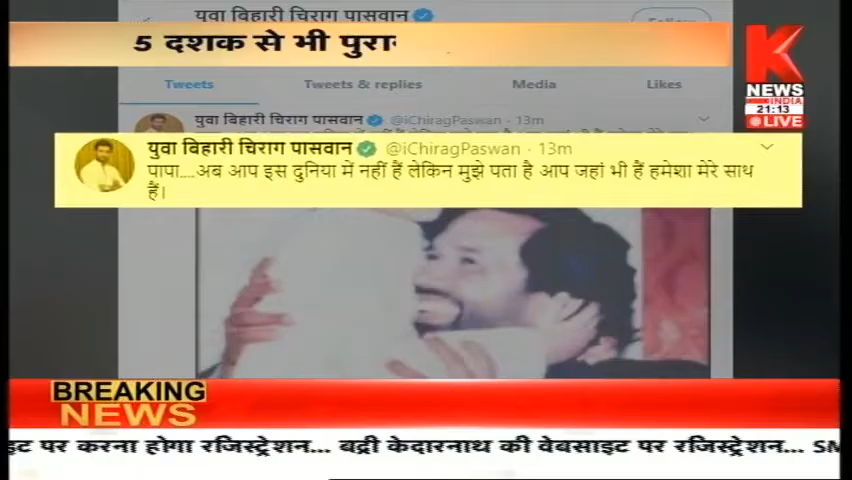 युवा बिहारी चिराग पासवान
5 दशक से भी पुरा
Tweets Tweets & replies Media Likes
K
NEWS
INDIA
21:13
LIVE
युवा बिहारी चिराग पासवान @iChiragPaswan · 13m
युवा बिहारी चिराग पासवान @iChiragPaswan · 13m
पापा....अब आप इस दुनिया में नहीं हैं लेकिन मुझे पता है आप जहां भी हैं हमेशा मेरे साथ
हैं।
BREAKING
NEWS
इट पर करना होगा रजिस्ट्रेशन... बद्री केदारनाथ की वेबसाइट पर रजिस्ट्रेशन... SM